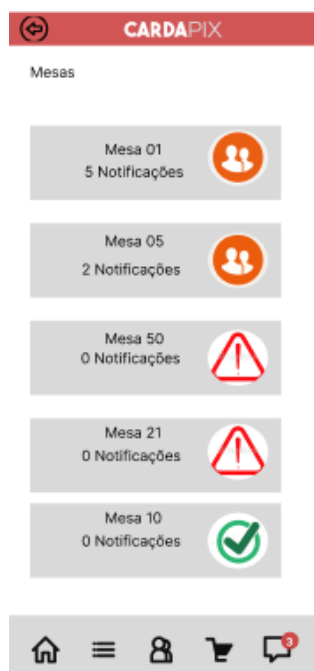 CARDAPIX
Mesas
Mesa 01
5 Notificações
Mesa 05
2 Notificações
Mesa 50
0 Notificações
Mesa 21
0 Notificações
Mesa 10
0 Notificações
3